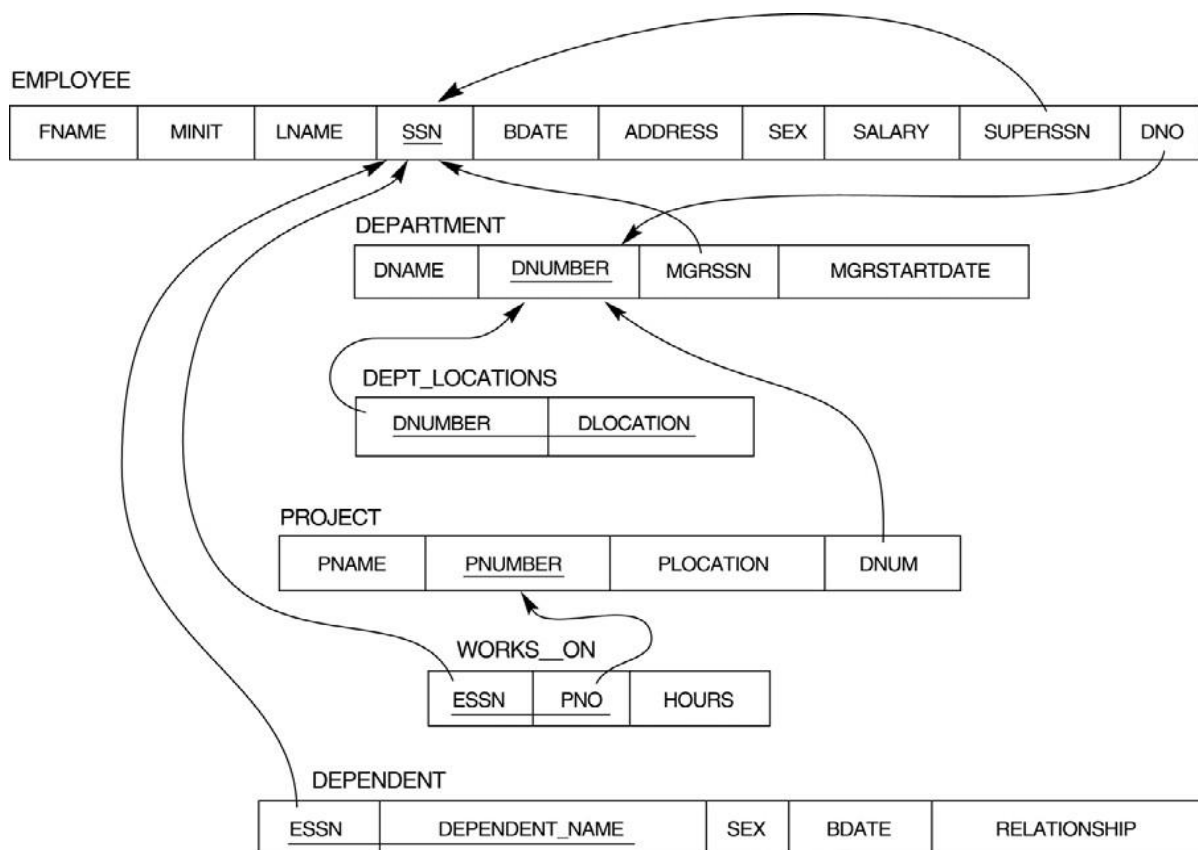 EMPLOYEE
FNAME MINIT LNAME SSN BDATE ADDRESS SEX SALARY SUPERSSN DNO
DEPARTMENT
DNAME DNUMBER MGRSSN MGRSTARTDATE
DEPT_LOCATIONS
DNUMBER DLOCATION
PROJECT
PNAME PNUMBER PLOCATION DNUM
WORKS__ON
ESSN PNO HOURS
DEPENDENT
ESSN DEPENDENT_NAME SEX BDATE RELATIONSHIP